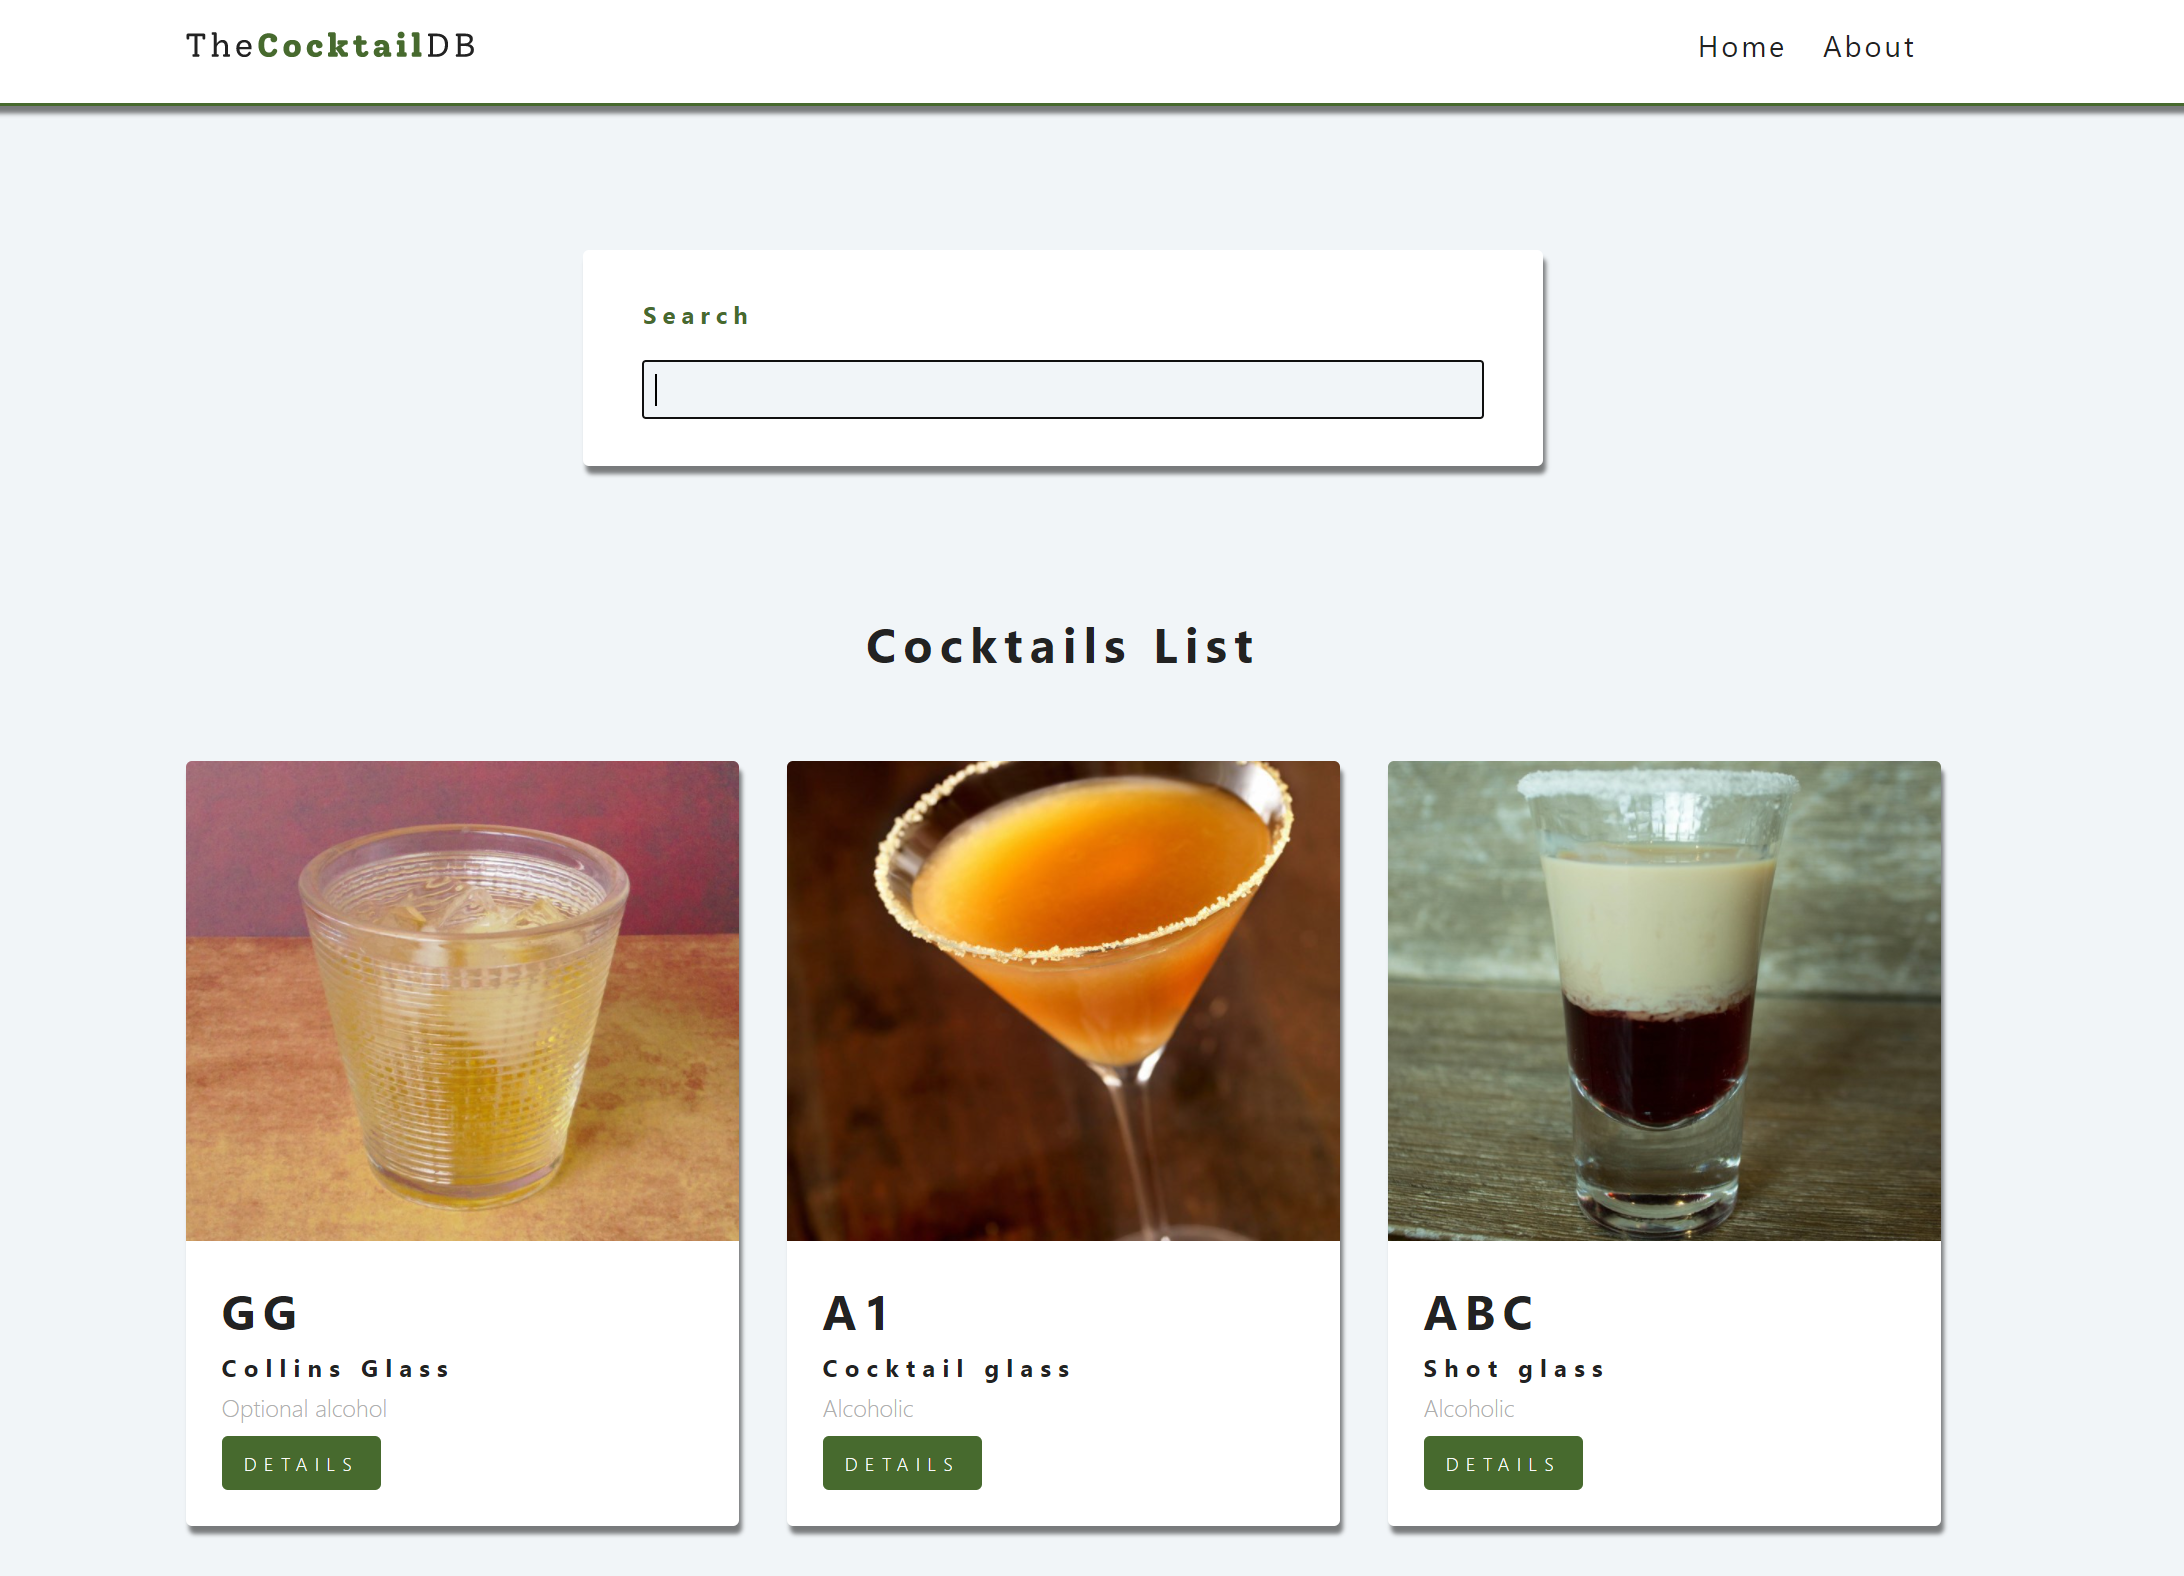 TheCocktailDB
Home About
Search
Cocktails List
GG
Collins Glass
Optional alcohol
DETAILS
A1
Cocktail glass
Alcoholic
DETAILS
ABC
Shot glass
Alcoholic
DETAILS